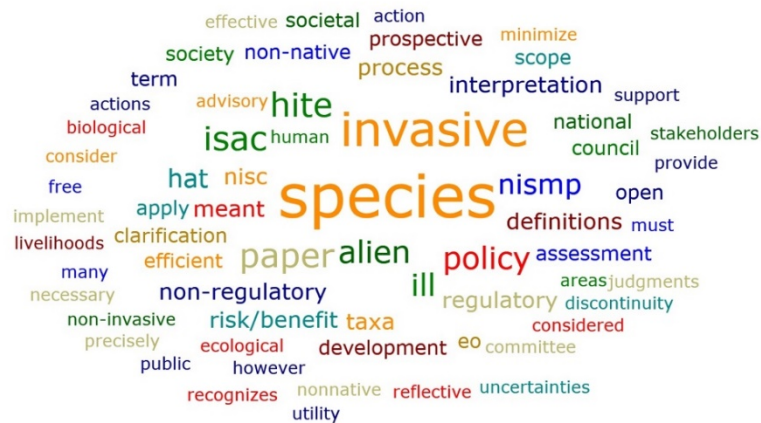 effective societal action
society non-native prospective minimize
term process scope
actions advisory hite interpretation support
biological isac human invasive national stakeholders
consider council provide
free hat nisc species nismp open
implement apply meant definitions must
livelihoods clarification paper alien policy assessment
many efficient ill areas judgments
necessary non-regulatory regulatory discontinuity
non-invasive risk/benefit taxa considered
precisely ecological development eo committee
public however
recognizes nonnative reflective uncertainties
utility